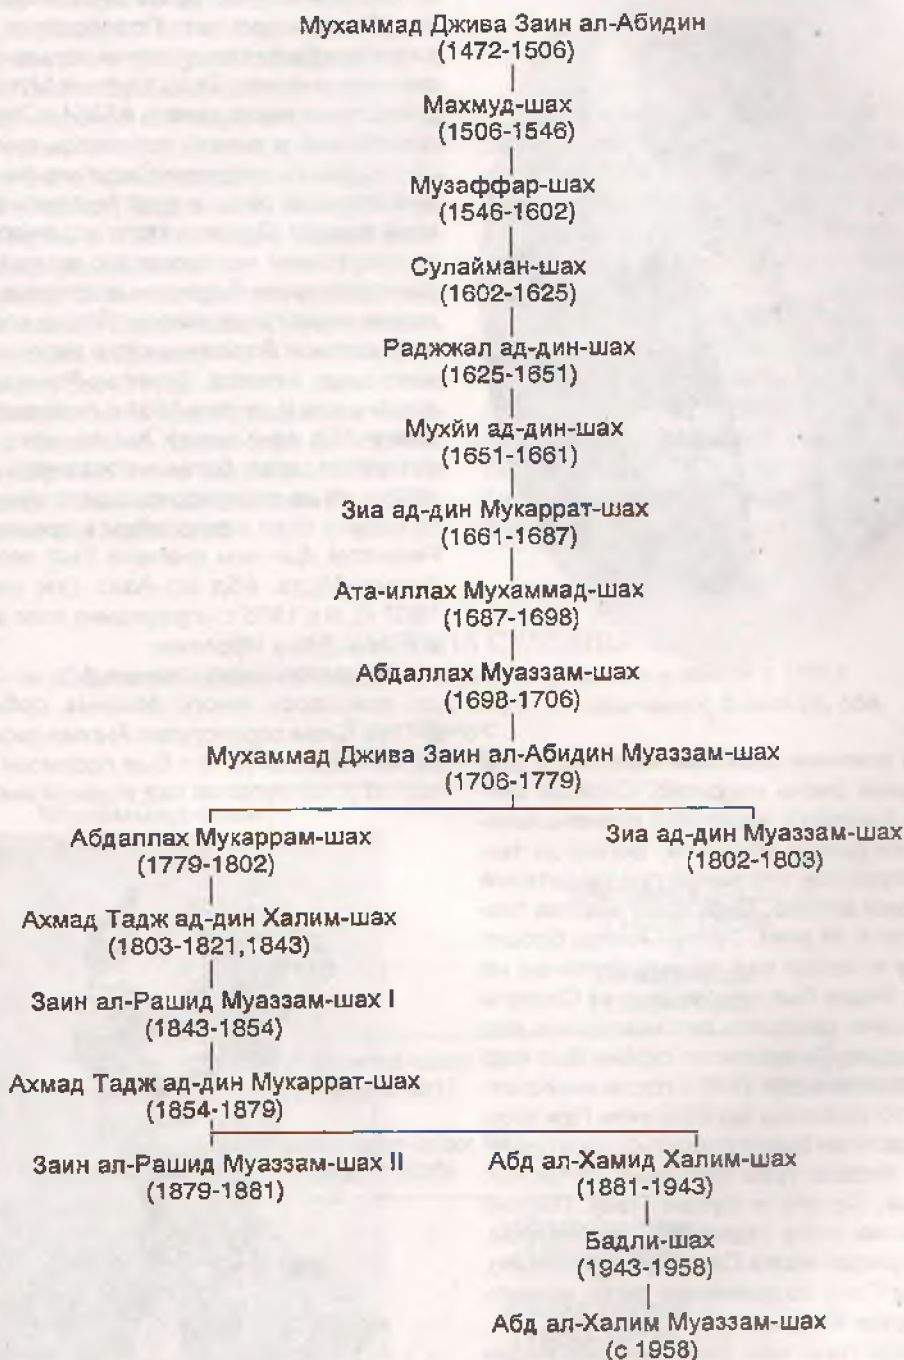 Мухаммад Джива Заин ал-Абидин
(1472-1506)
Махмуд-шах
(1506-1546)
Музаффар-шах
(1546-1602)
Сулайман-шах
(1602-1625)
Раджжал ад-дин-шах
(1625-1651)
Мухйи ад-дин-шах
(1651-1661)
Зиа ад-дин Мукаррат-шах
(1661-1687)
Ата-иллах Мухаммад-шах
(1687-1698)
Абдаллах Муаззам-шах
(1698-1706)
Мухаммад Джива Заин ал-Абидин Муаззам-шах
(1706-1779)
Абдаллах Мукаррам-шах
(1779-1802)
Зиа ад-дин Муаззам-шах
(1802-1803)
Ахмад Тадж ад-дин Халим-шах
(1803-1821,1843)
Заин ал-Рашид Муаззам-шах I
(1843-1854)
Ахмад Тадж ад-дин Мукаррат-шах
(1854-1879)
Заин ал-Рашид Муаззам-шах II
(1879-1881)
Абд ал-Хамид Халим-шах
(1881-1943)
Бадли-шах
(1943-1958)
Абд ал-Халим Муаззам-шах
(с 1958)